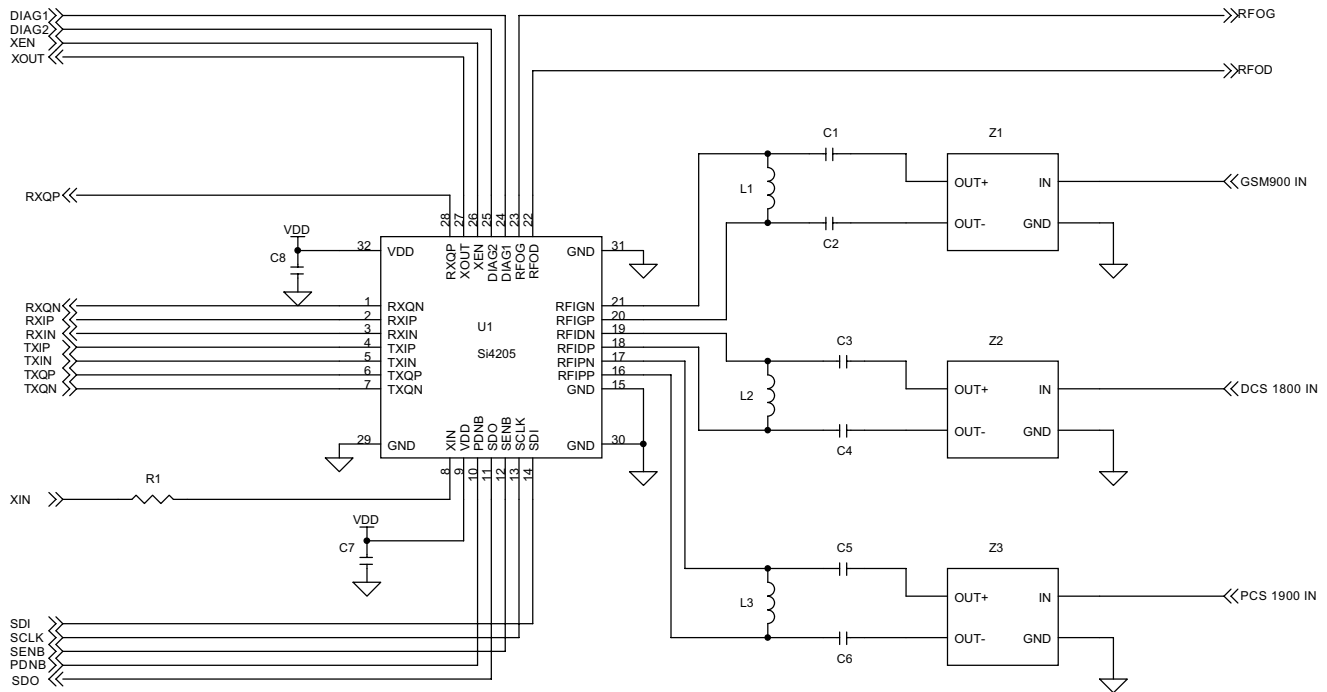 DIAG1
DIAG2
XEN
XOUT
RFOG
RFOD
C1
Z1
L1
OUT+
IN
GSM900 IN
OUT-
GND
C2
RXQP
28
27
26
25
24
23
22
VDD
32
VDD
C8
RXQP
XOUT
XEN
DIAG2
DIAG1
RFOG
RFOD
GND
31
RXQN
1
RXQN
RFIGN
21
RXIP
2
RXIP
RFIGP
20
RXIN
3
RXIN
U1
RFIDN
19
TXIP
4
TXIP
Si4205
RFIDP
18
TXIN
5
TXIN
RFIPN
17
TXQP
6
TXQP
RFIPP
16
TXQN
7
TXQN
GND
15
C3
Z2
L2
OUT+
IN
DCS 1800 IN
OUT-
GND
C4
29
GND
XIN
VDD
PDNB
SDO
SENB
SCLK
SDI
GND
30
8
9
10
11
12
13
14
XIN
R1
VDD
C7
C5
Z3
L3
OUT+
IN
PCS 1900 IN
OUT-
GND
C6
SDI
SCLK
SENB
PDNB
SDO